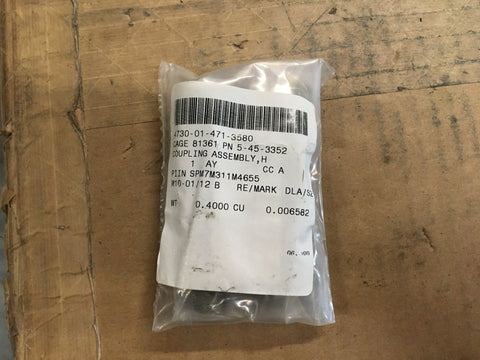 4730-01-471-3580
CAGE 81361 PN 5-45-3352
COUPLING ASSEMBLY,H
1 AY CC A
PIIN SPM7M311M4655
M10-01/12 B RE/MARK DLA/S
WT 0.4000 CU 0.006582